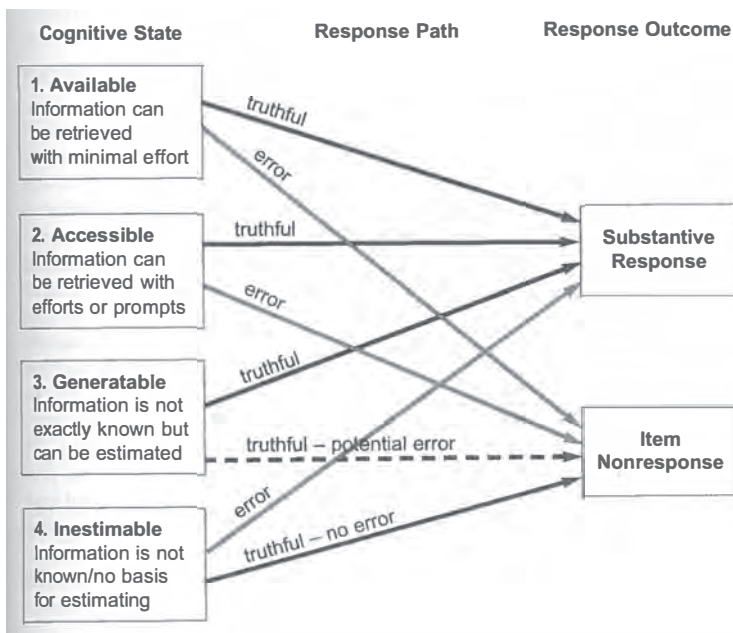 Cognitive State
Response Path
Response Outcome
1. Available
Information can
be retrieved
with minimal effort
truthful
error
2. Accessible
Information can
be retrieved with
efforts or prompts
truthful
error
Substantive
Response
3. Generatable
Information is not
exactly known but
can be estimated
truthful
truthful – potential error
Item
Nonresponse
4. Inestimable
Information is not
known/no basis
for estimating
error
truthful – no error